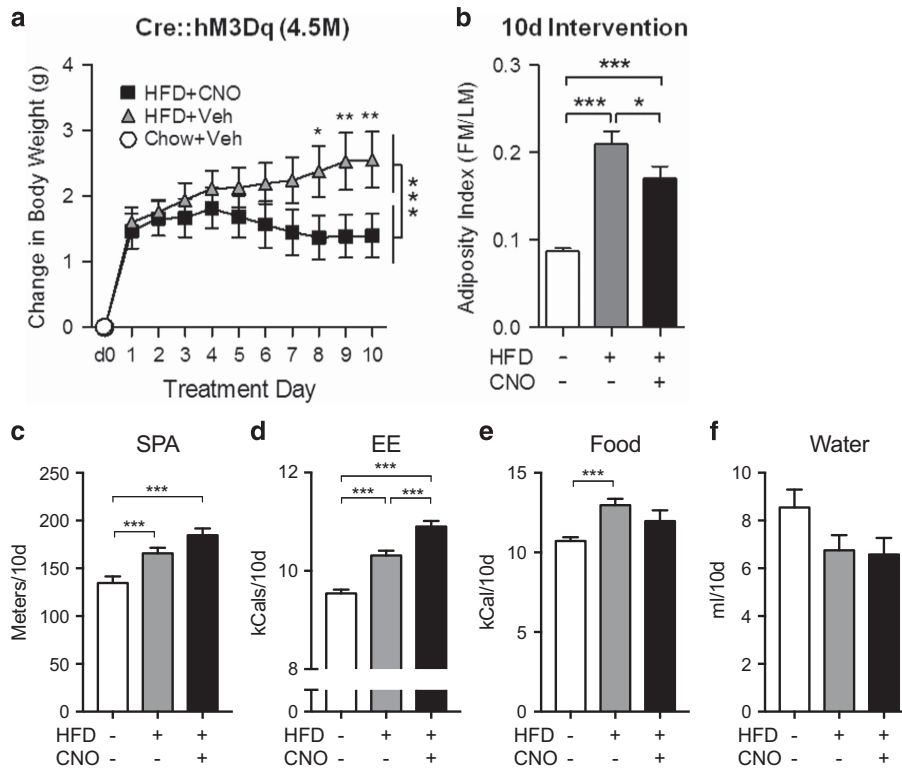 a
Cre::hM3Dq (4.5M)
Change in Body Weight (g)
4
3
2
1
0
HFD+CNO
HFD+Veh
Chow+Veh
* ** **
***
d0 1 2 3 4 5 6 7 8 9 10
Treatment Day
b
10d Intervention
Adiposity Index (FM/LM)
0.3
0.2
0.1
0.0
***
*** *
HFD - + +
CNO - - +
c
SPA
Meters/10d
250
200
150
100
50
0
***
***
HFD - + +
CNO - - +
d
EE
kCals/10d
12
10
8
0
***
*** ***
- + +
- - +
e
Food
kCal/10d
15
10
5
0
***
HFD - + +
CNO - - +
f
Water
ml/10d
10
8
6
4
2
0
- + +
- - +